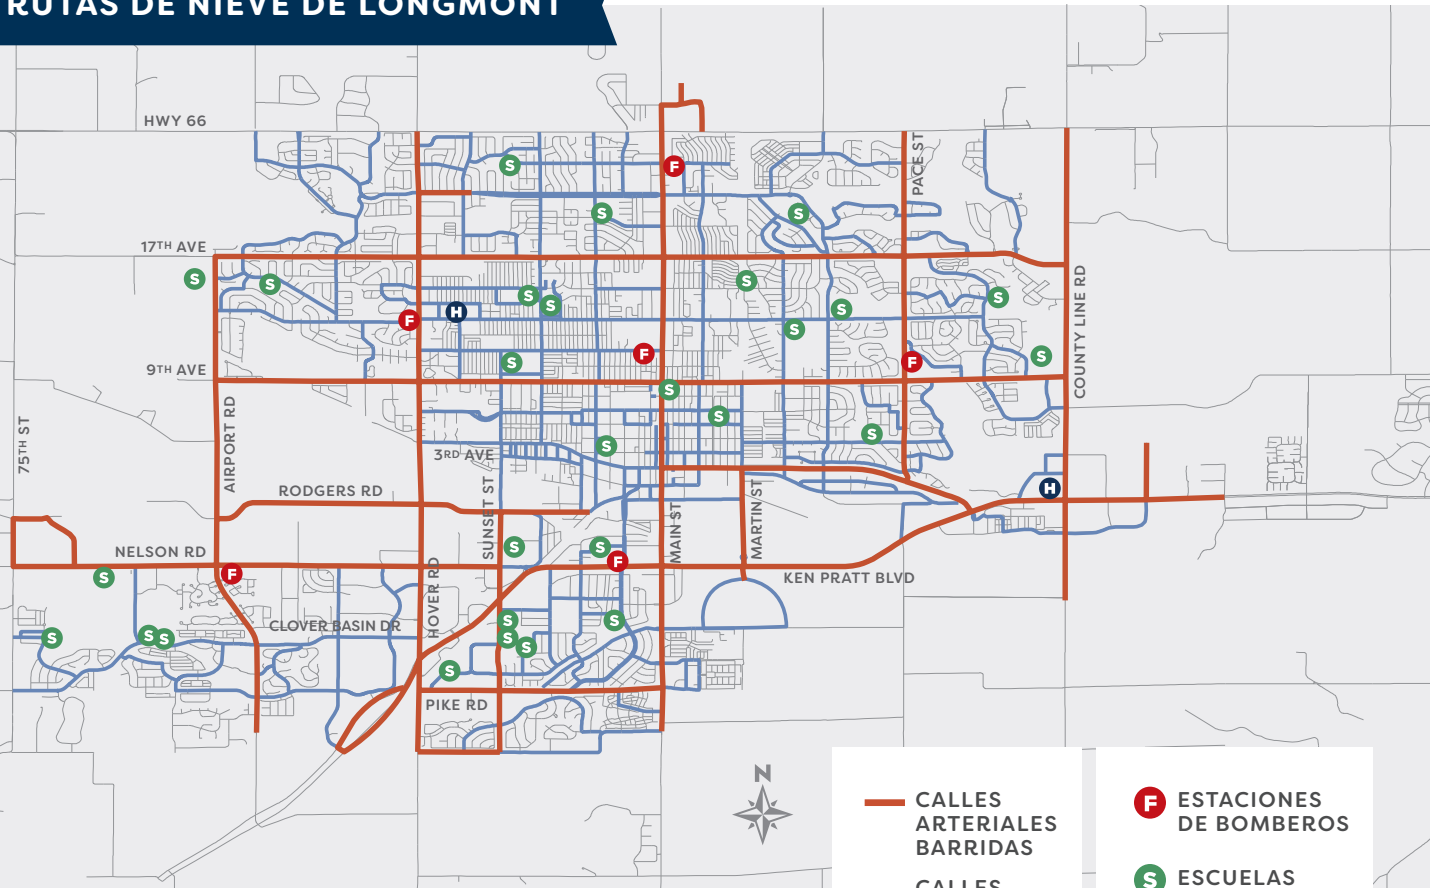 RUTAS DE NIEVE DE LONGMONT
HWY 66
PACE ST
17TH AVE
COUNTY LINE RD
9TH AVE
75TH ST
AIRPORT RD
3RD AVE
RODGERS RD
SUNSET ST
MAIN ST
MARTIN ST
NELSON RD
HOVER RD
KEN PRATT BLVD
CLOVER BASIN DR
PIKE RD
N
CALLES
ARTERIALES
BARRIDAS
CALLES
F ESTACIONES
DE BOMBEROS
S ESCUELAS
S
F
S
S
S
S
S
S
S
S
H
F
S
S
S
F
S
F
S
S
S
S
S
H
S
S
F
S
F
S
S
S
S
S
S
S
S